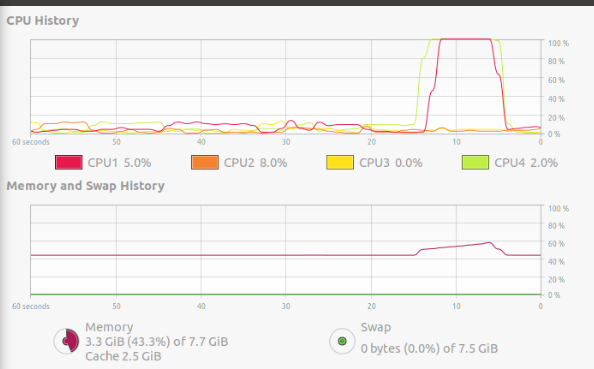 CPU History
100 %
80 %
60 %
40 %
20 %
0 %
60 seconds 50 40 30 20 10 0
CPU1 5.0% CPU2 8.0% CPU3 0.0% CPU4 2.0%
Memory and Swap History
100 %
80 %
60 %
40 %
20 %
0 %
60 seconds 50 40 30 20 10 0
Memory
3.3 GiB (43.3%) of 7.7 GiB
Cache 2.5 GiB
Swap
0 bytes (0.0%) of 7.5 GiB